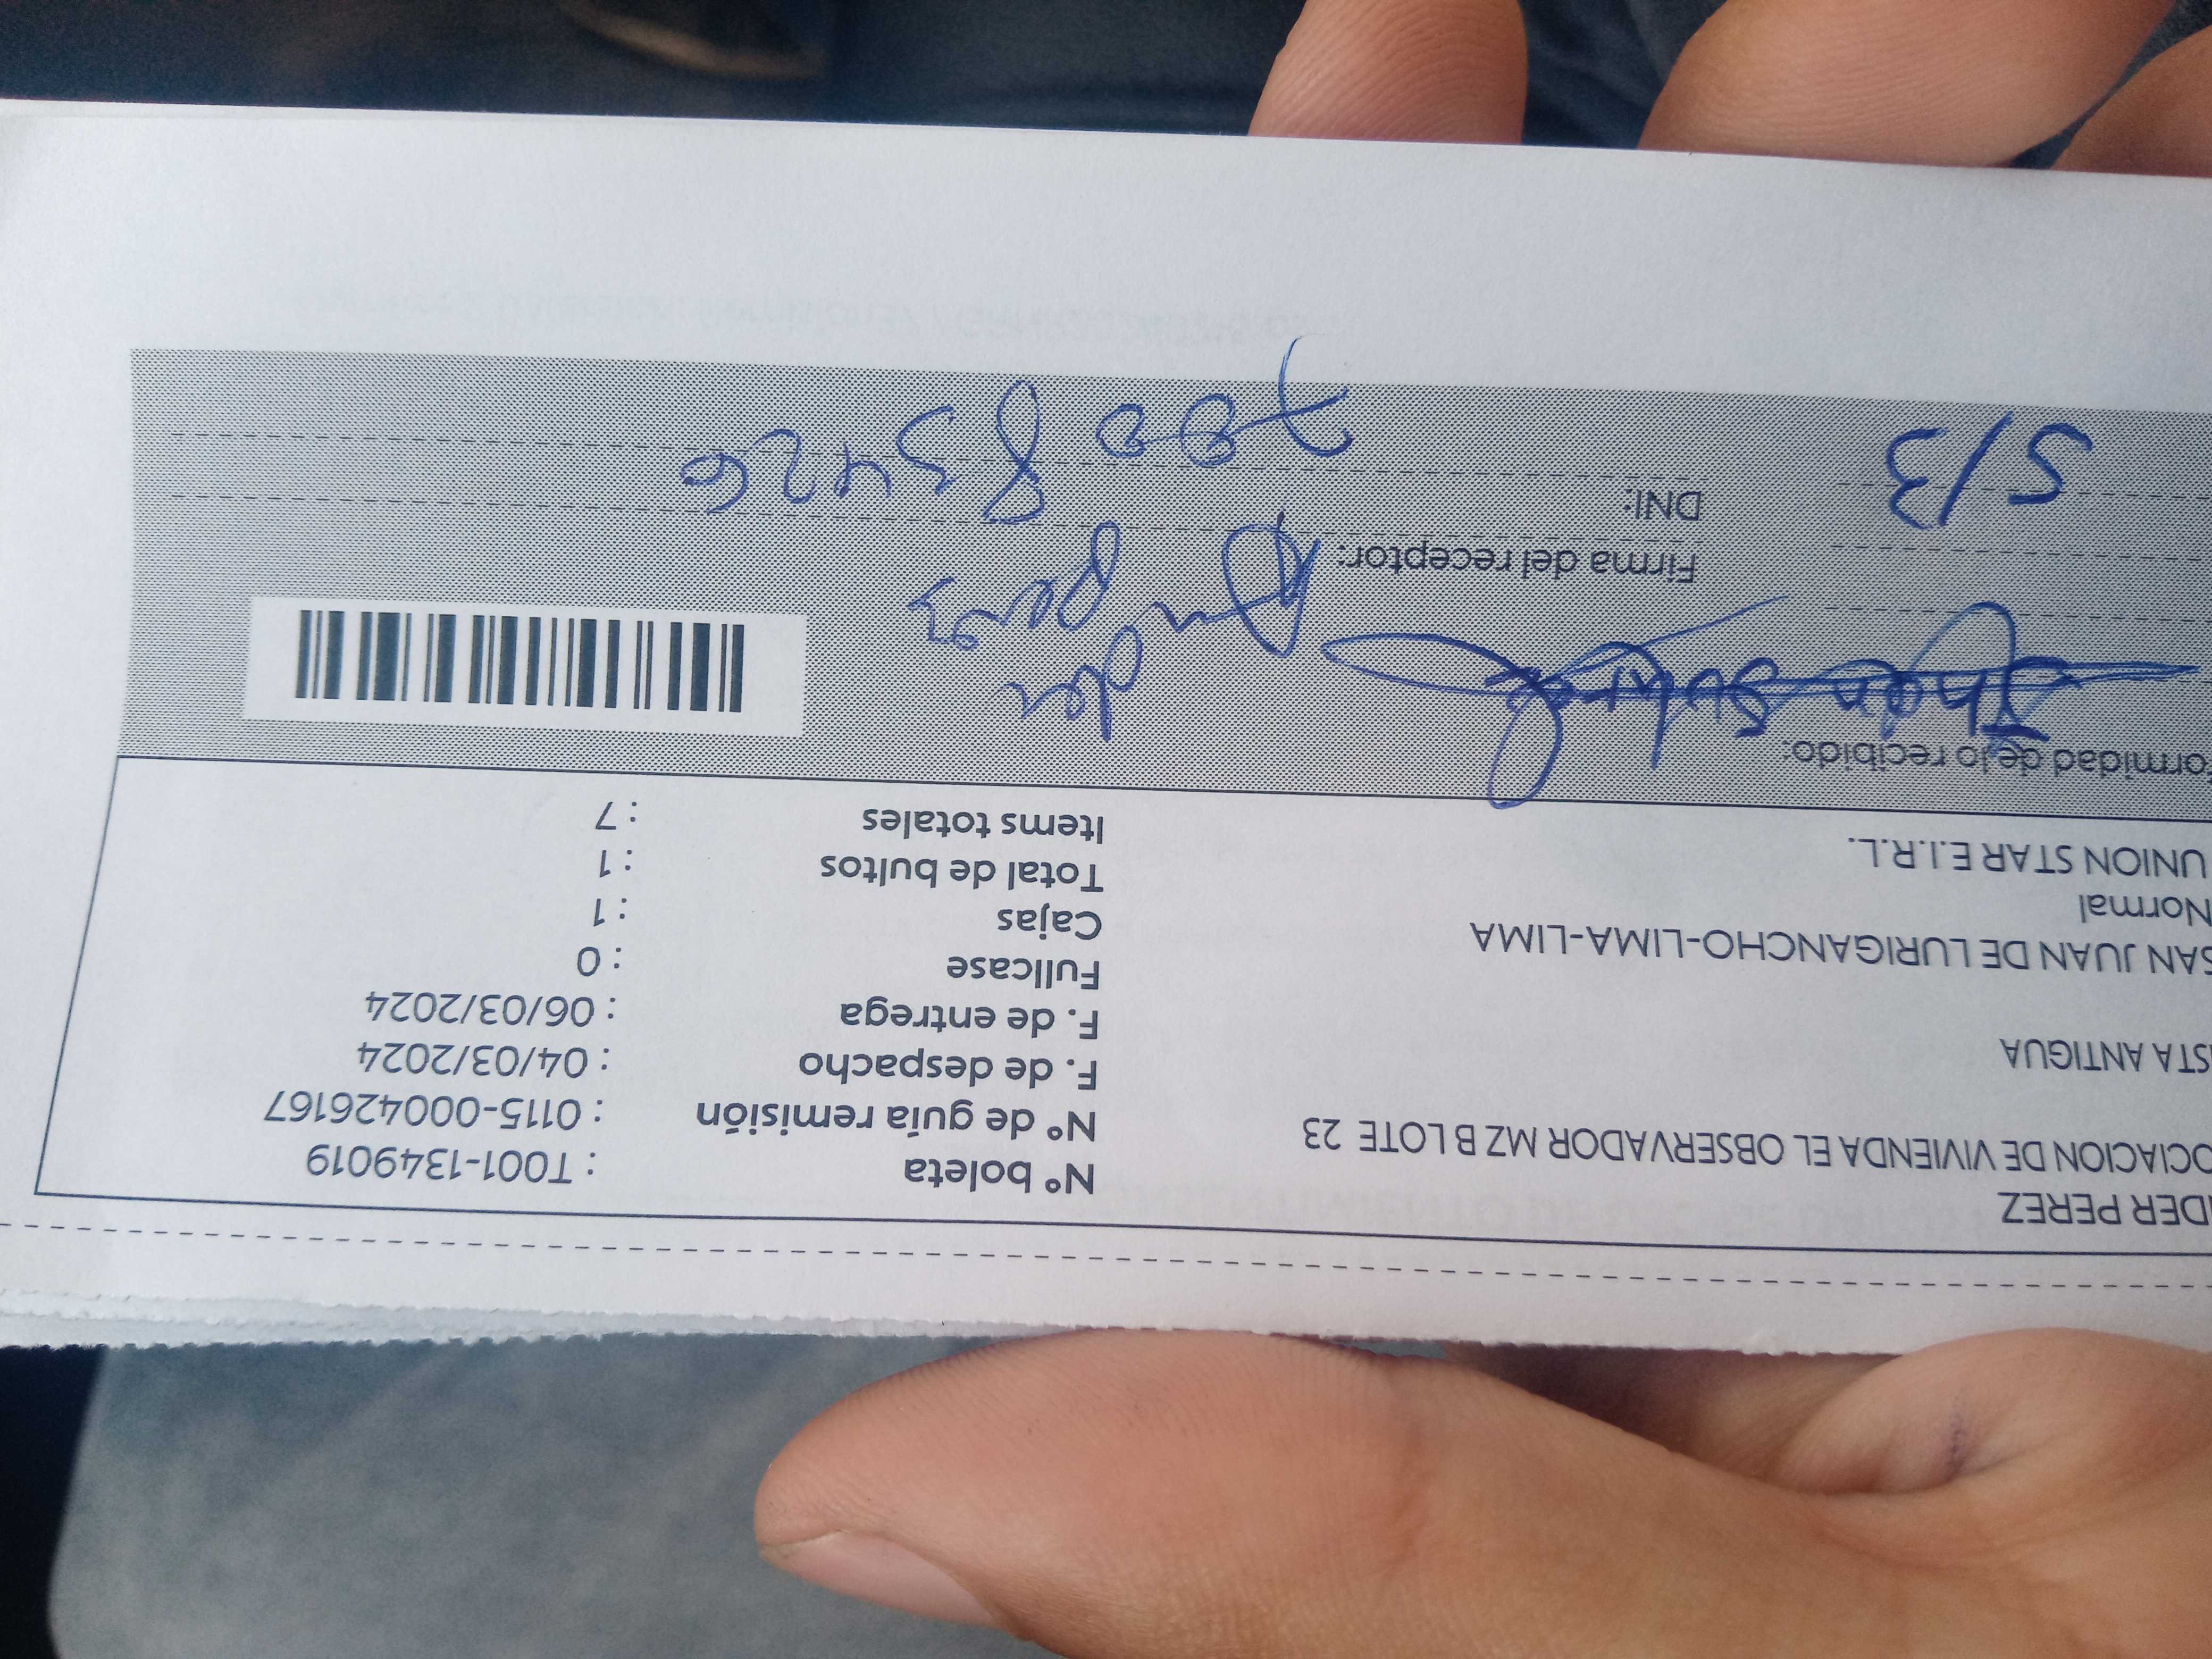 DER PEREZ
OCIACION DE VIVIENDA EL OBSERVADOR MZ B LOTE 23
STA ANTIGUA
SAN JUAN DE LURIGANCHO-LIMA-LIMA
Normal
UNION STAR E.I.R.L.
N° boleta : T001-1349019
N° de guía remisión : 0115-000426167
F. de despacho : 04/03/2024
F. de entrega : 06/03/2024
Fullcase : 0
Cajas : 1
Total de bultos : 1
Items totales : 7
ormidad de lo recibido:
Firma del receptor:
der
perez
DNI:
5/3